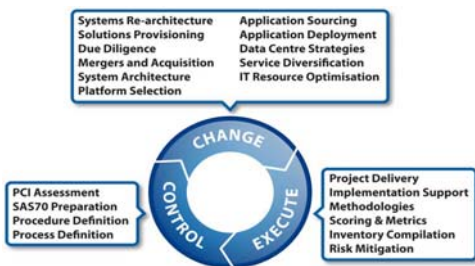 Systems Re-architecture
Solutions Provisioning
Due Diligence
Mergers and Acquisition
System Architecture
Platform Selection
Application Sourcing
Application Deployment
Data Centre Strategies
Service Diversification
IT Resource Optimisation
CHANGE
CONTROL
EXECUTE
PCI Assessment
SAS70 Preparation
Procedure Definition
Process Definition
Project Delivery
Implementation Support
Methodologies
Scoring & Metrics
Inventory Compilation
Risk Mitigation